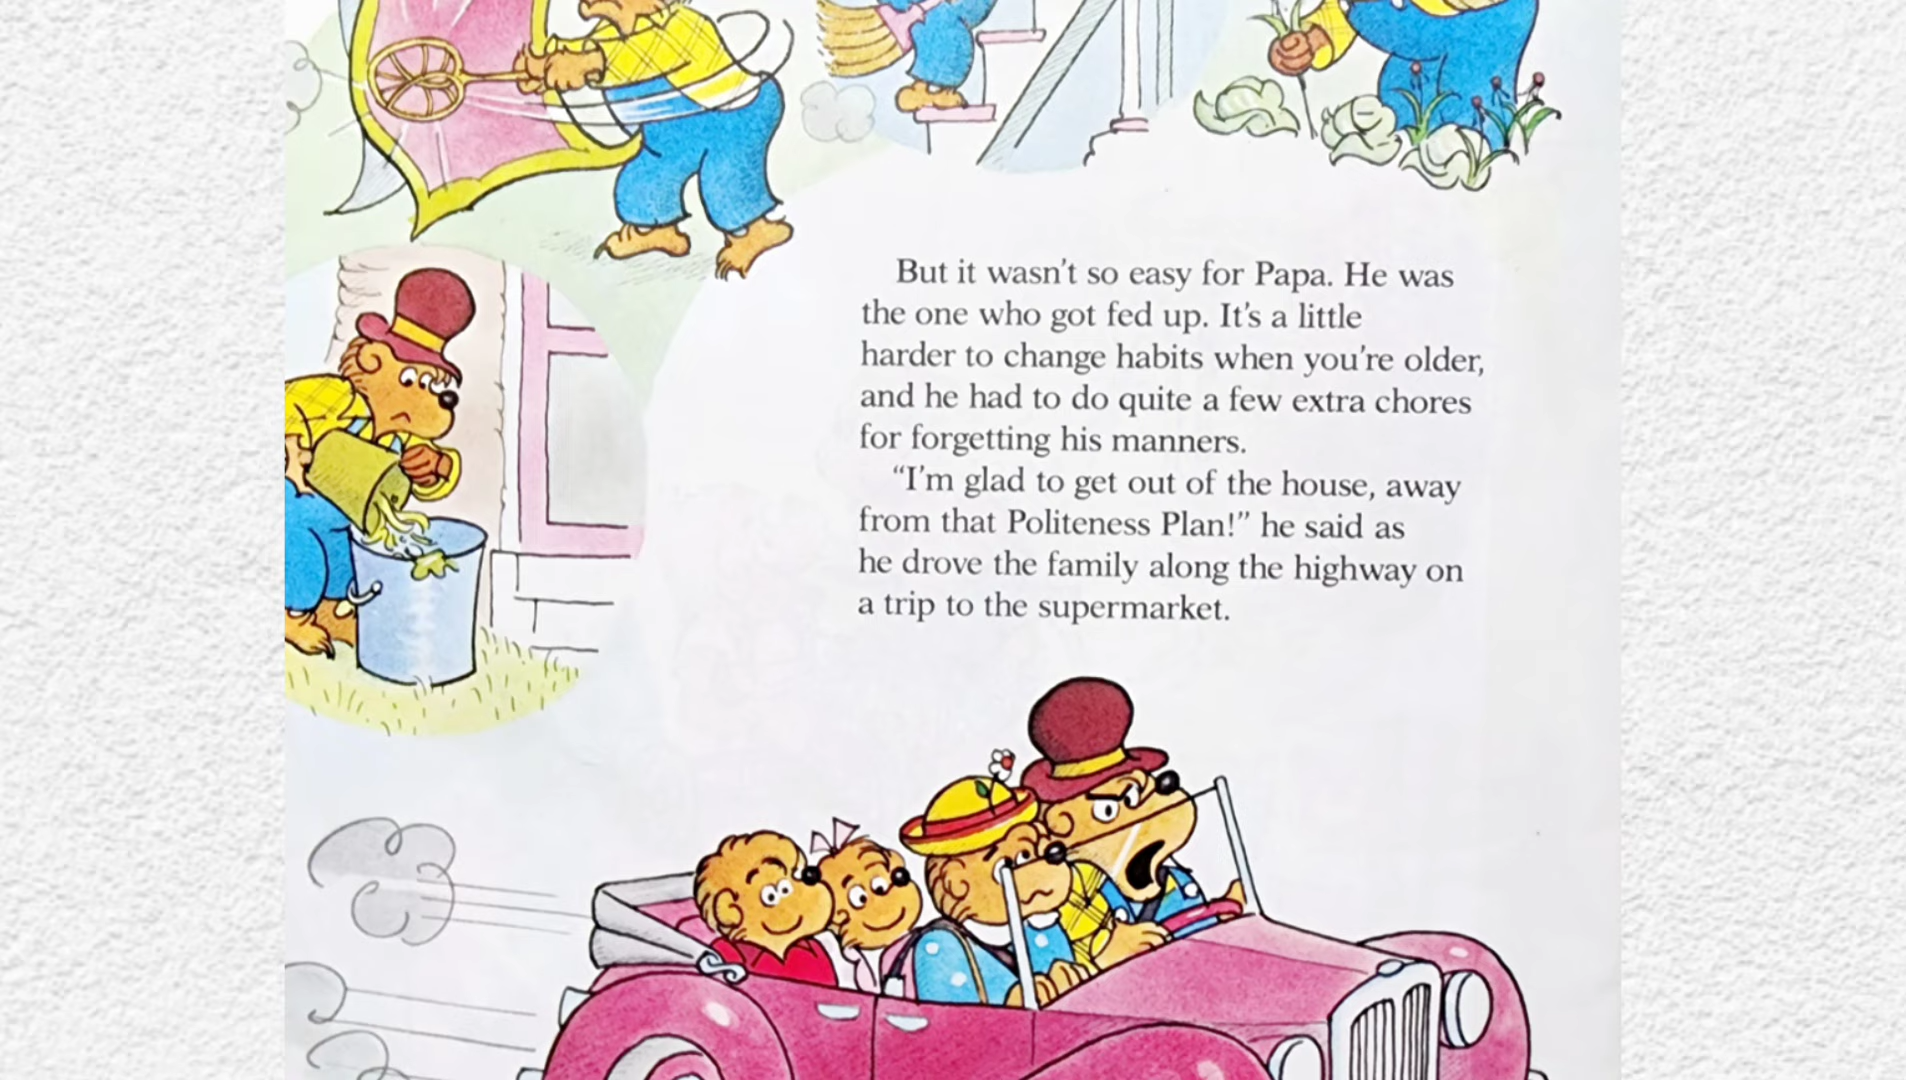 But it wasn't so easy for Papa. He was
the one who got fed up. It's a little
harder to change habits when you're older,
and he had to do quite a few extra chores
for forgetting his manners.
“I'm glad to get out of the house, away
from that Politeness Plan!” he said as
he drove the family along the highway on
a trip to the supermarket.